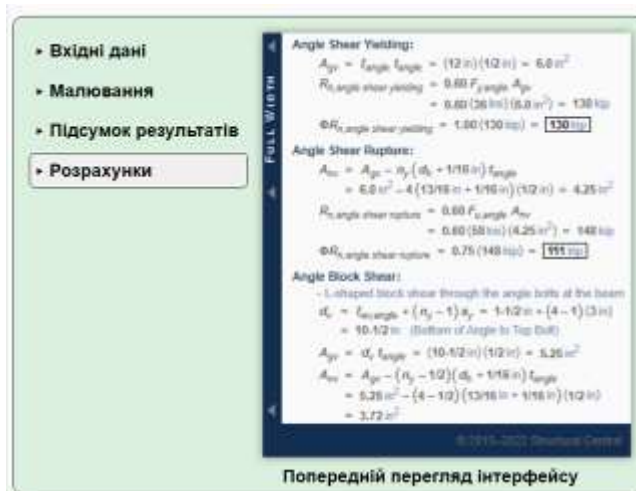 ▸ Вхідні дані
▸ Малювання
▸ Підсумок результатів
▸ Розрахунки
FULL WIDTH
Angle Shear Yielding:
A_gv = l_angle t_angle = (12 in)(1/2 in) = 6.0 in²
R_n,angle shear yielding = 0.60 F_y,angle A_gv
= 0.60 (36 ksi)(6.0 in²) = 130 kip
ΦR_n,angle shear yielding = 1.00 (130 kip) = 130 kip
Angle Shear Rupture:
A_nv = A_gv − n_y (d_h + 1/16 in) t_angle
= 6.0 in² − 4 (13/16 in + 1/16 in)(1/2 in) = 4.25 in²
R_n,angle shear rupture = 0.60 F_u,angle A_nv
= 0.60 (58 ksi)(4.25 in²) = 148 kip
ΦR_n,angle shear rupture = 0.75 (148 kip) = 111 kip
Angle Block Shear:
- L-shaped block shear through the angle bolts at the beam
d_v = l_ev,angle + (n_y − 1) s_y = 1-1/2 in + (4 − 1)(3 in)
= 10-1/2 in (Bottom of Angle to Top Bolt)
A_gv = d_v t_angle = (10-1/2 in)(1/2 in) = 5.25 in²
A_nv = A_gv − (n_y − 1/2)(d_h + 1/16 in) t_angle
= 5.25 in² − (4 − 1/2)(13/16 in + 1/16 in)(1/2 in)
= 3.72 in²
Structural Central
Попередній перегляд інтерфейсу